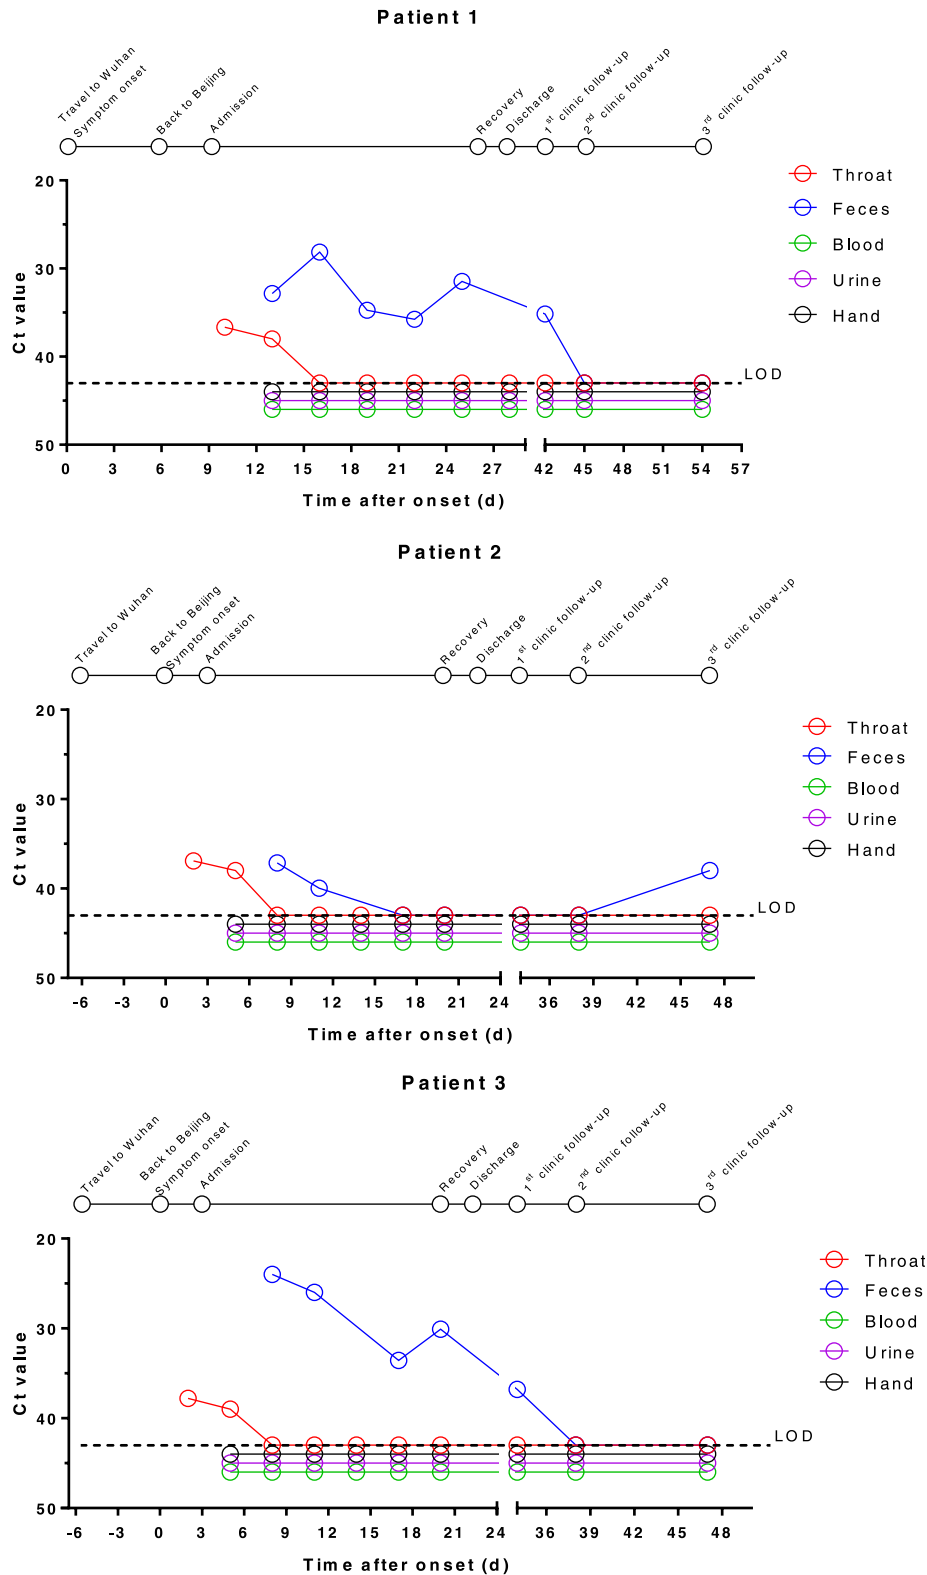 Patient 1
Travel to Wuhan
Symptom onset
Back to Beijing
Admission
Recovery
Discharge
1st clinic follow-up
2nd clinic follow-up
3rd clinic follow-up
20
30
40
50
Ct value
Throat
Feces
Blood
Urine
Hand
LOD
0 3 6 9 12 15 18 21 24 27 42 45 48 51 54 57
Time after onset (d)
Patient 2
Travel to Wuhan
Back to Beijing
Symptom onset
Admission
Recovery
Discharge
1st clinic follow-up
2nd clinic follow-up
3rd clinic follow-up
20
30
40
50
Ct value
Throat
Feces
Blood
Urine
Hand
LOD
-6 -3 0 3 6 9 12 15 18 21 24 36 39 42 45 48
Time after onset (d)
Patient 3
Travel to Wuhan
Back to Beijing
Symptom onset
Admission
Recovery
Discharge
1st clinic follow-up
2nd clinic follow-up
3rd clinic follow-up
20
30
40
50
Ct value
Throat
Feces
Blood
Urine
Hand
LOD
-6 -3 0 3 6 9 12 15 18 21 24 36 39 42 45 48
Time after onset (d)